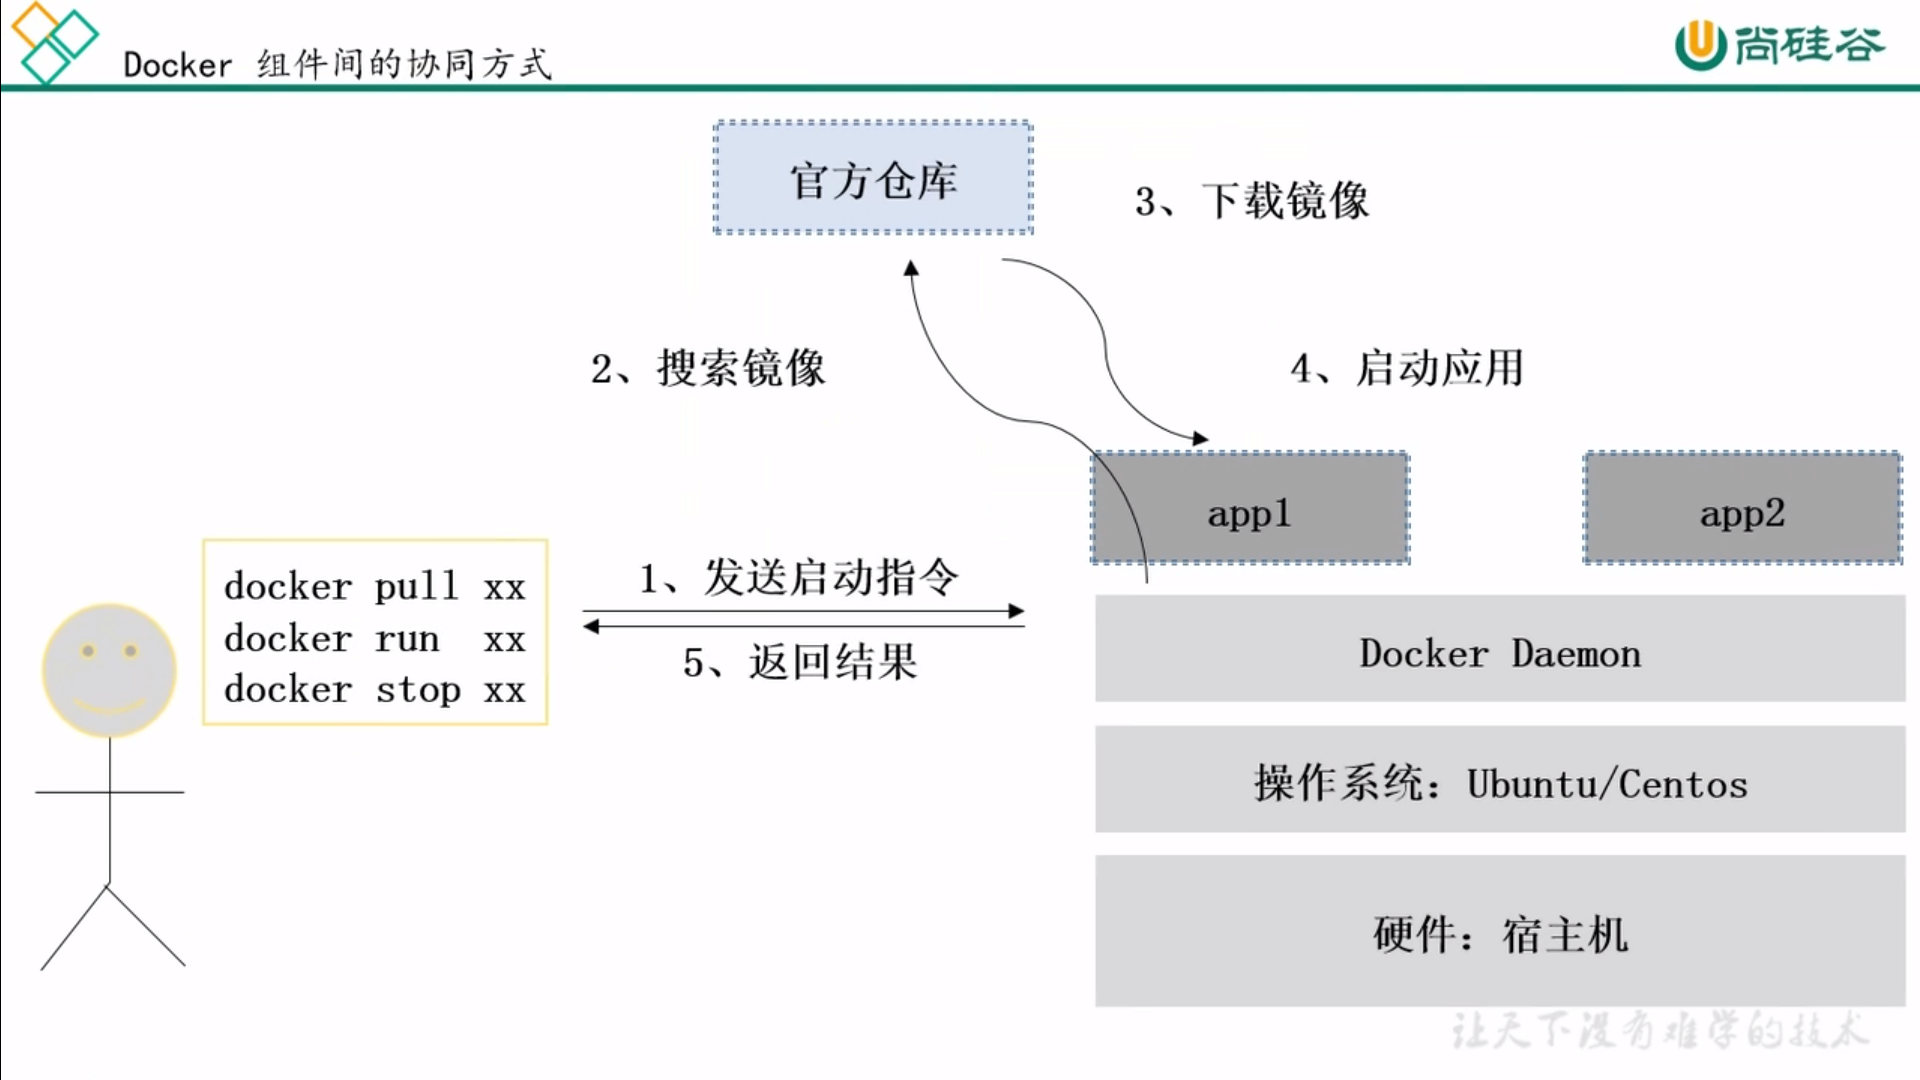 Docker 组件间的协同方式
尚硅谷
官方仓库
3、下载镜像
2、搜索镜像
4、启动应用
app1
app2
docker pull xx
docker run  xx
docker stop xx
1、发送启动指令
5、返回结果
Docker Daemon
操作系统：Ubuntu/Centos
硬件：宿主机
让天下没有难学的技术